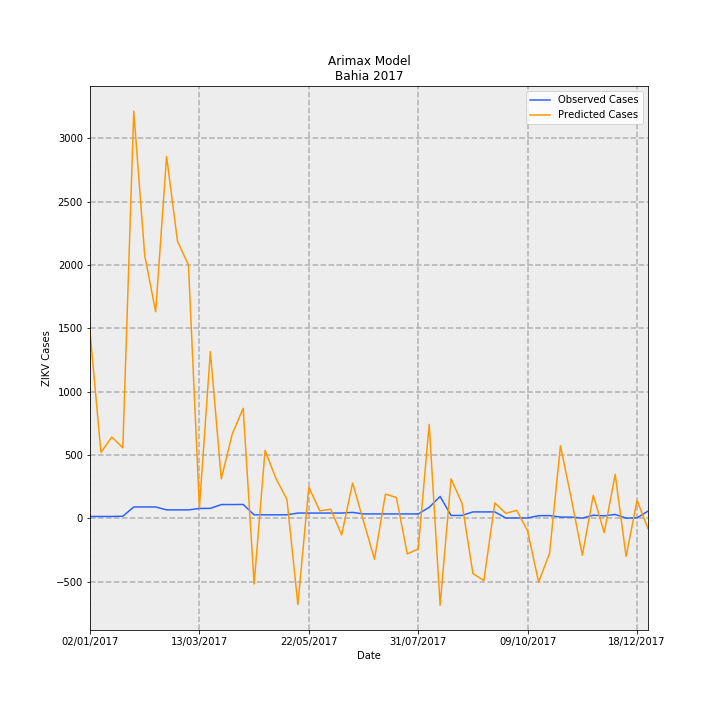 Arimax Model
Bahia 2017
Observed Cases
Predicted Cases
ZIKV Cases
3000
2500
2000
1500
1000
500
0
−500
02/01/2017 13/03/2017 22/05/2017 31/07/2017 09/10/2017 18/12/2017
Date